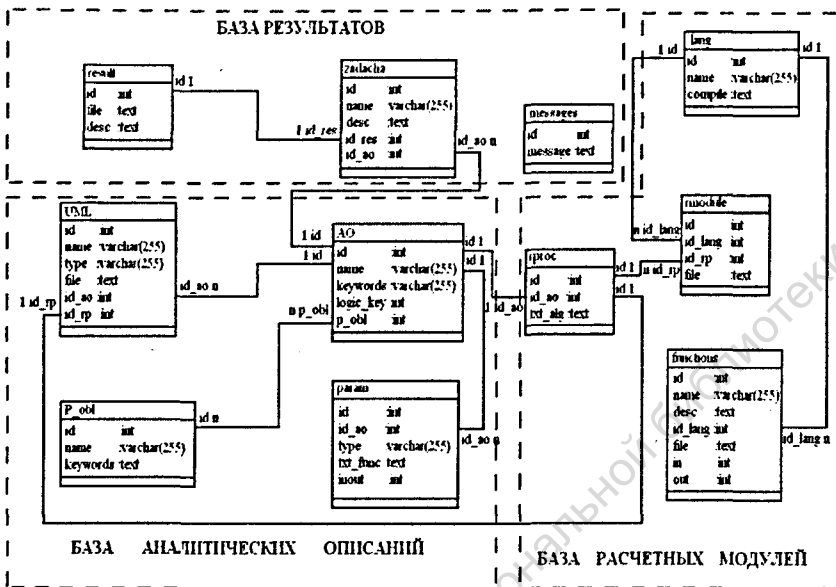 БАЗА РЕЗУЛЬТАТОВ
result
id :int
file :text
desc :text
id 1
1 id_res
zadacha
id :int
name :varchar(255)
desc :text
id_res :int
id_ao :int
id_ao n
messages
id :int
message :text
lang
id :int
name :varchar(255)
compile :text
1 id
id 1
UML
id :int
name :varchar(255)
type :varchar(255)
file :text
id_ao :int
id_rp :int
1 id_rp
id_ao n
1 id
1 id
AO
id :int
name :varchar(255)
keywords :varchar(255)
logic_key :int
p_obl :int
id 1
id 1
n p_obl
1 id_ao
rproc
id :int
id_ao :int
txt_alg :text
id 1
id 1
n id_lang
n id_rp
rmodule
id :int
id_lang :int
id_rp :int
file :text
P_obl
id :int
name :varchar(255)
keywords :text
id n
param
id :int
id_ao :int
type :varchar(255)
txt_func :text
inout :int
id_ao n
functions
id :int
name :varchar(255)
desc :text
id_lang :int
file :text
in :int
out :int
id_lang n
БАЗА АНАЛИТИЧЕСКИХ ОПИСАНИЙ
БАЗА РАСЧЕТНЫХ МОДУЛЕЙ
библиотеки